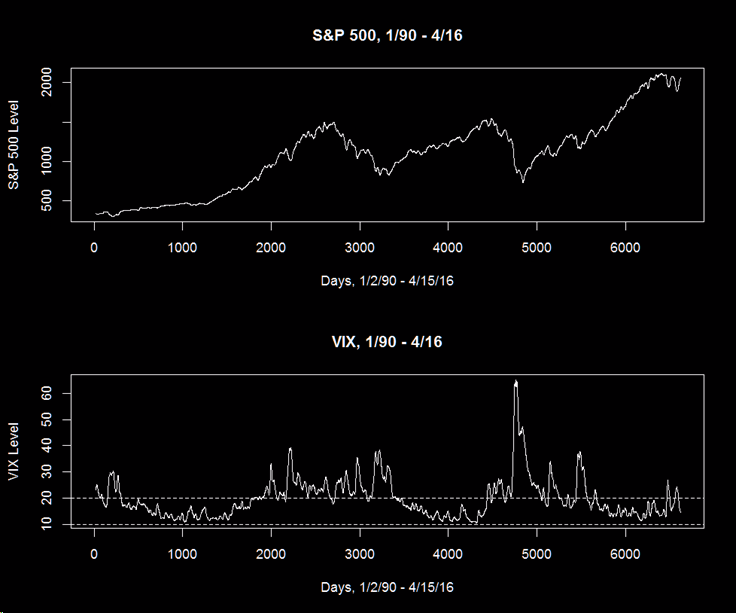 S&P 500, 1/90 - 4/16
2000
1000
500
S&P 500 Level
0 1000 2000 3000 4000 5000 6000
Days, 1/2/90 - 4/15/16
VIX, 1/90 - 4/16
60
50
40
30
20
10
VIX Level
0 1000 2000 3000 4000 5000 6000
Days, 1/2/90 - 4/15/16